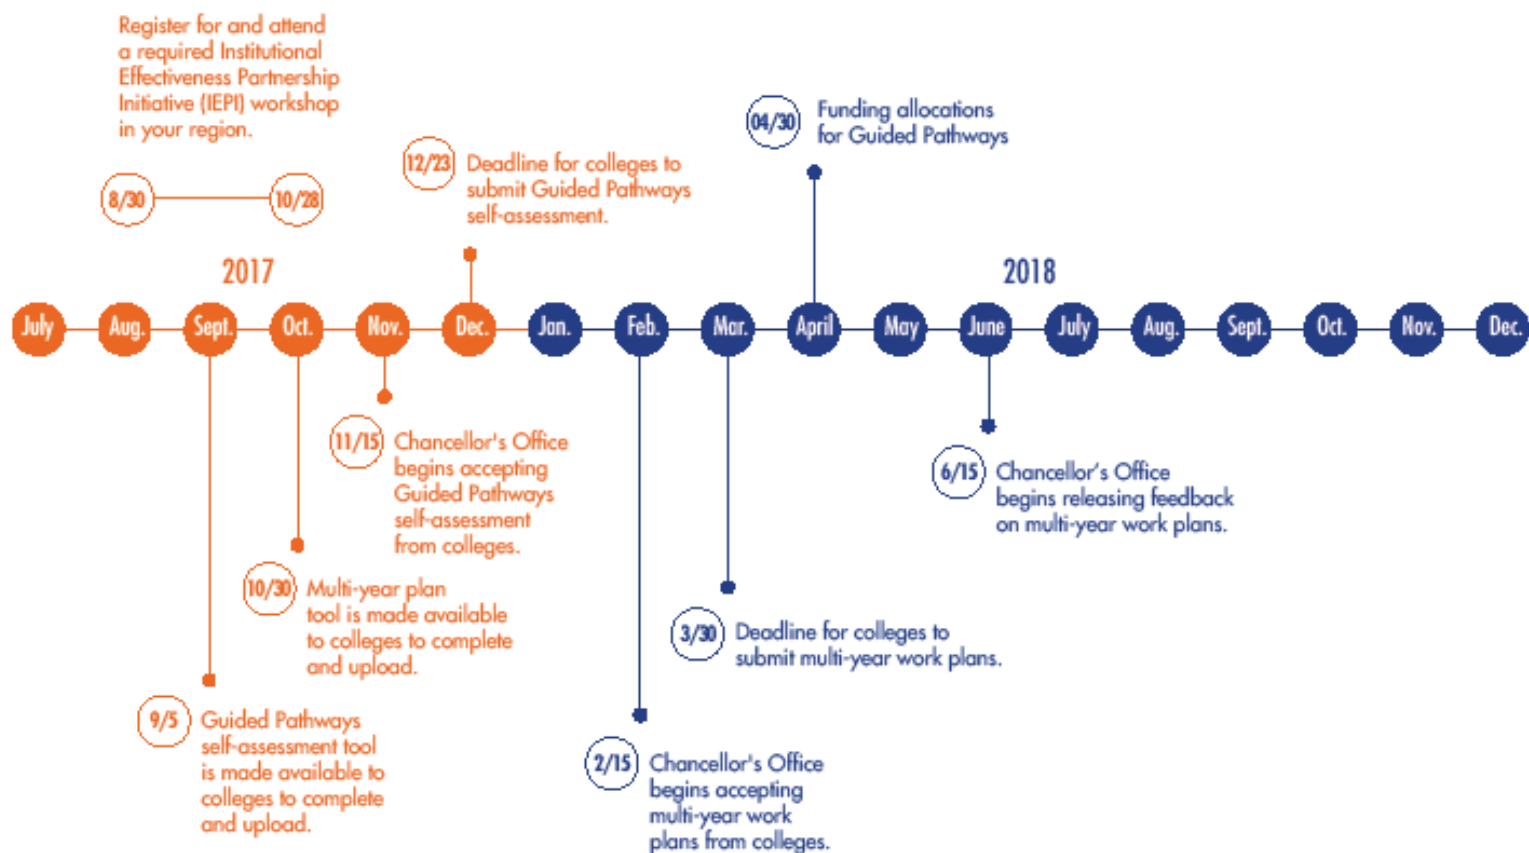 Register for and attend
a required Institutional
Effectiveness Partnership
Initiative (IEPI) workshop
in your region.
8/30
10/28
12/23
Deadline for colleges to
submit Guided Pathways
self-assessment.
04/30
Funding allocations
for Guided Pathways
2017
2018
July
Aug.
Sept.
Oct.
Nov.
Dec.
Jan.
Feb.
Mar.
April
May
June
July
Aug.
Sept.
Oct.
Nov.
Dec.
11/15
Chancellor's Office
begins accepting
Guided Pathways
self-assessment
from colleges.
10/30
Multi-year plan
tool is made available
to colleges to complete
and upload.
9/5
Guided Pathways
self-assessment tool
is made available to
colleges to complete
and upload.
6/15
Chancellor's Office
begins releasing feedback
on multi-year work plans.
3/30
Deadline for colleges to
submit multi-year work plans.
2/15
Chancellor's Office
begins accepting
multi-year work
plans from colleges.